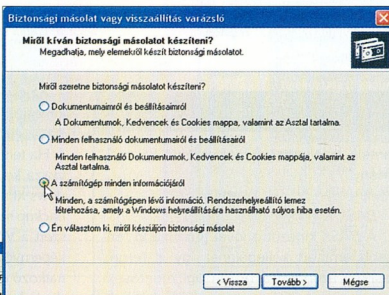 Biztonsági másolat vagy visszaállítás varázsló
Miről kíván biztonsági másolatot készíteni?
Megadhatja, mely elemekről készít biztonsági másolatot.
Miről szeretne biztonsági másolatot készíteni?
Dokumentumaimról és beállításaimról
A Dokumentumok, Kedvencek és Cookies mappa, valamint az Asztal tartalma.
Minden felhasználó dokumentumairól és beállításairól
Minden felhasználó Dokumentumok, Kedvencek és Cookies mappája, valamint az
Asztal tartalma.
A számítógép minden információjáról
Minden, a számítógépen lévő információ. Rendszerhelyreállító lemez
létrehozása, amely a Windows helyreállítására használható súlyos hiba esetén.
Én választom ki, miről készüljön biztonsági másolat
< Vissza
Tovább >
Mégse